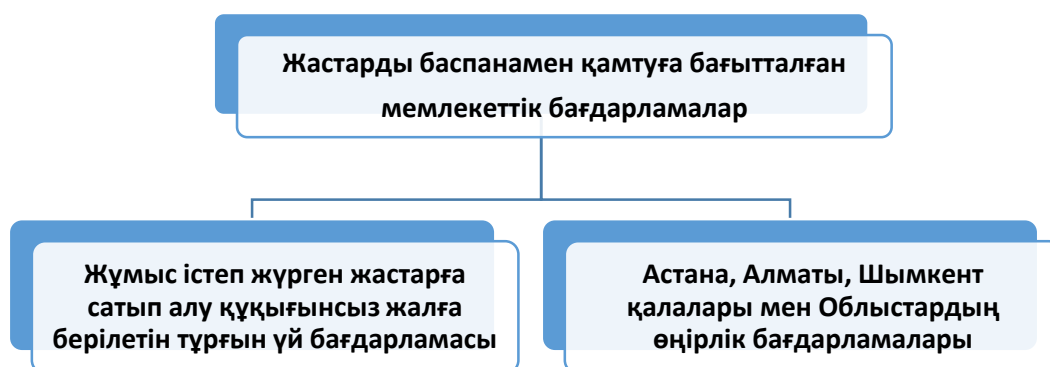 Жастарды баспанамен қамтуға бағытталған
мемлекеттік бағдарламалар
Жұмыс істеп жүрген жастарға
сатып алу құқығынсыз жалға
берілетін тұрғын үй бағдарламасы
Астана, Алматы, Шымкент
қалалары мен Облыстардың
өңірлік бағдарламалары